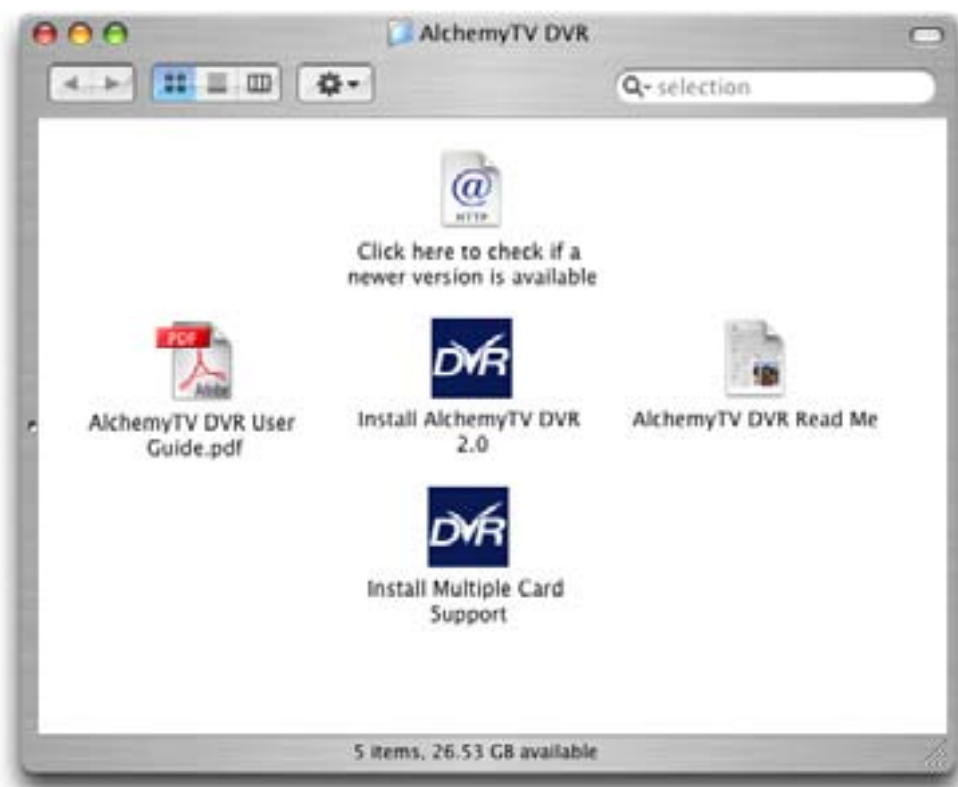 AlchemyTV DVR
selection
@
HTTP
Click here to check if a
newer version is available
PDF
Adobe
AlchemyTV DVR User
Guide.pdf
DVR
Install AlchemyTV DVR
2.0
AlchemyTV DVR Read Me
DVR
Install Multiple Card
Support
5 items, 26.53 GB available